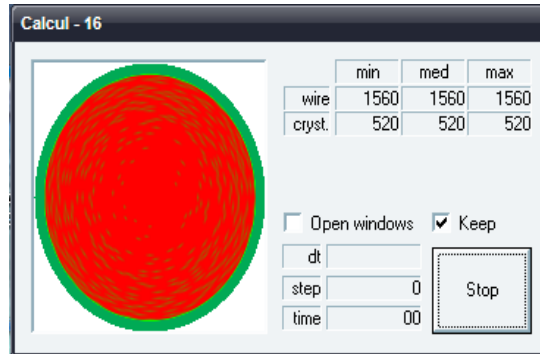 Calcul - 16
min med max
wire 1560 1560 1560
cryst. 520 520 520
Open windows Keep
dt
step 0
time 00
Stop